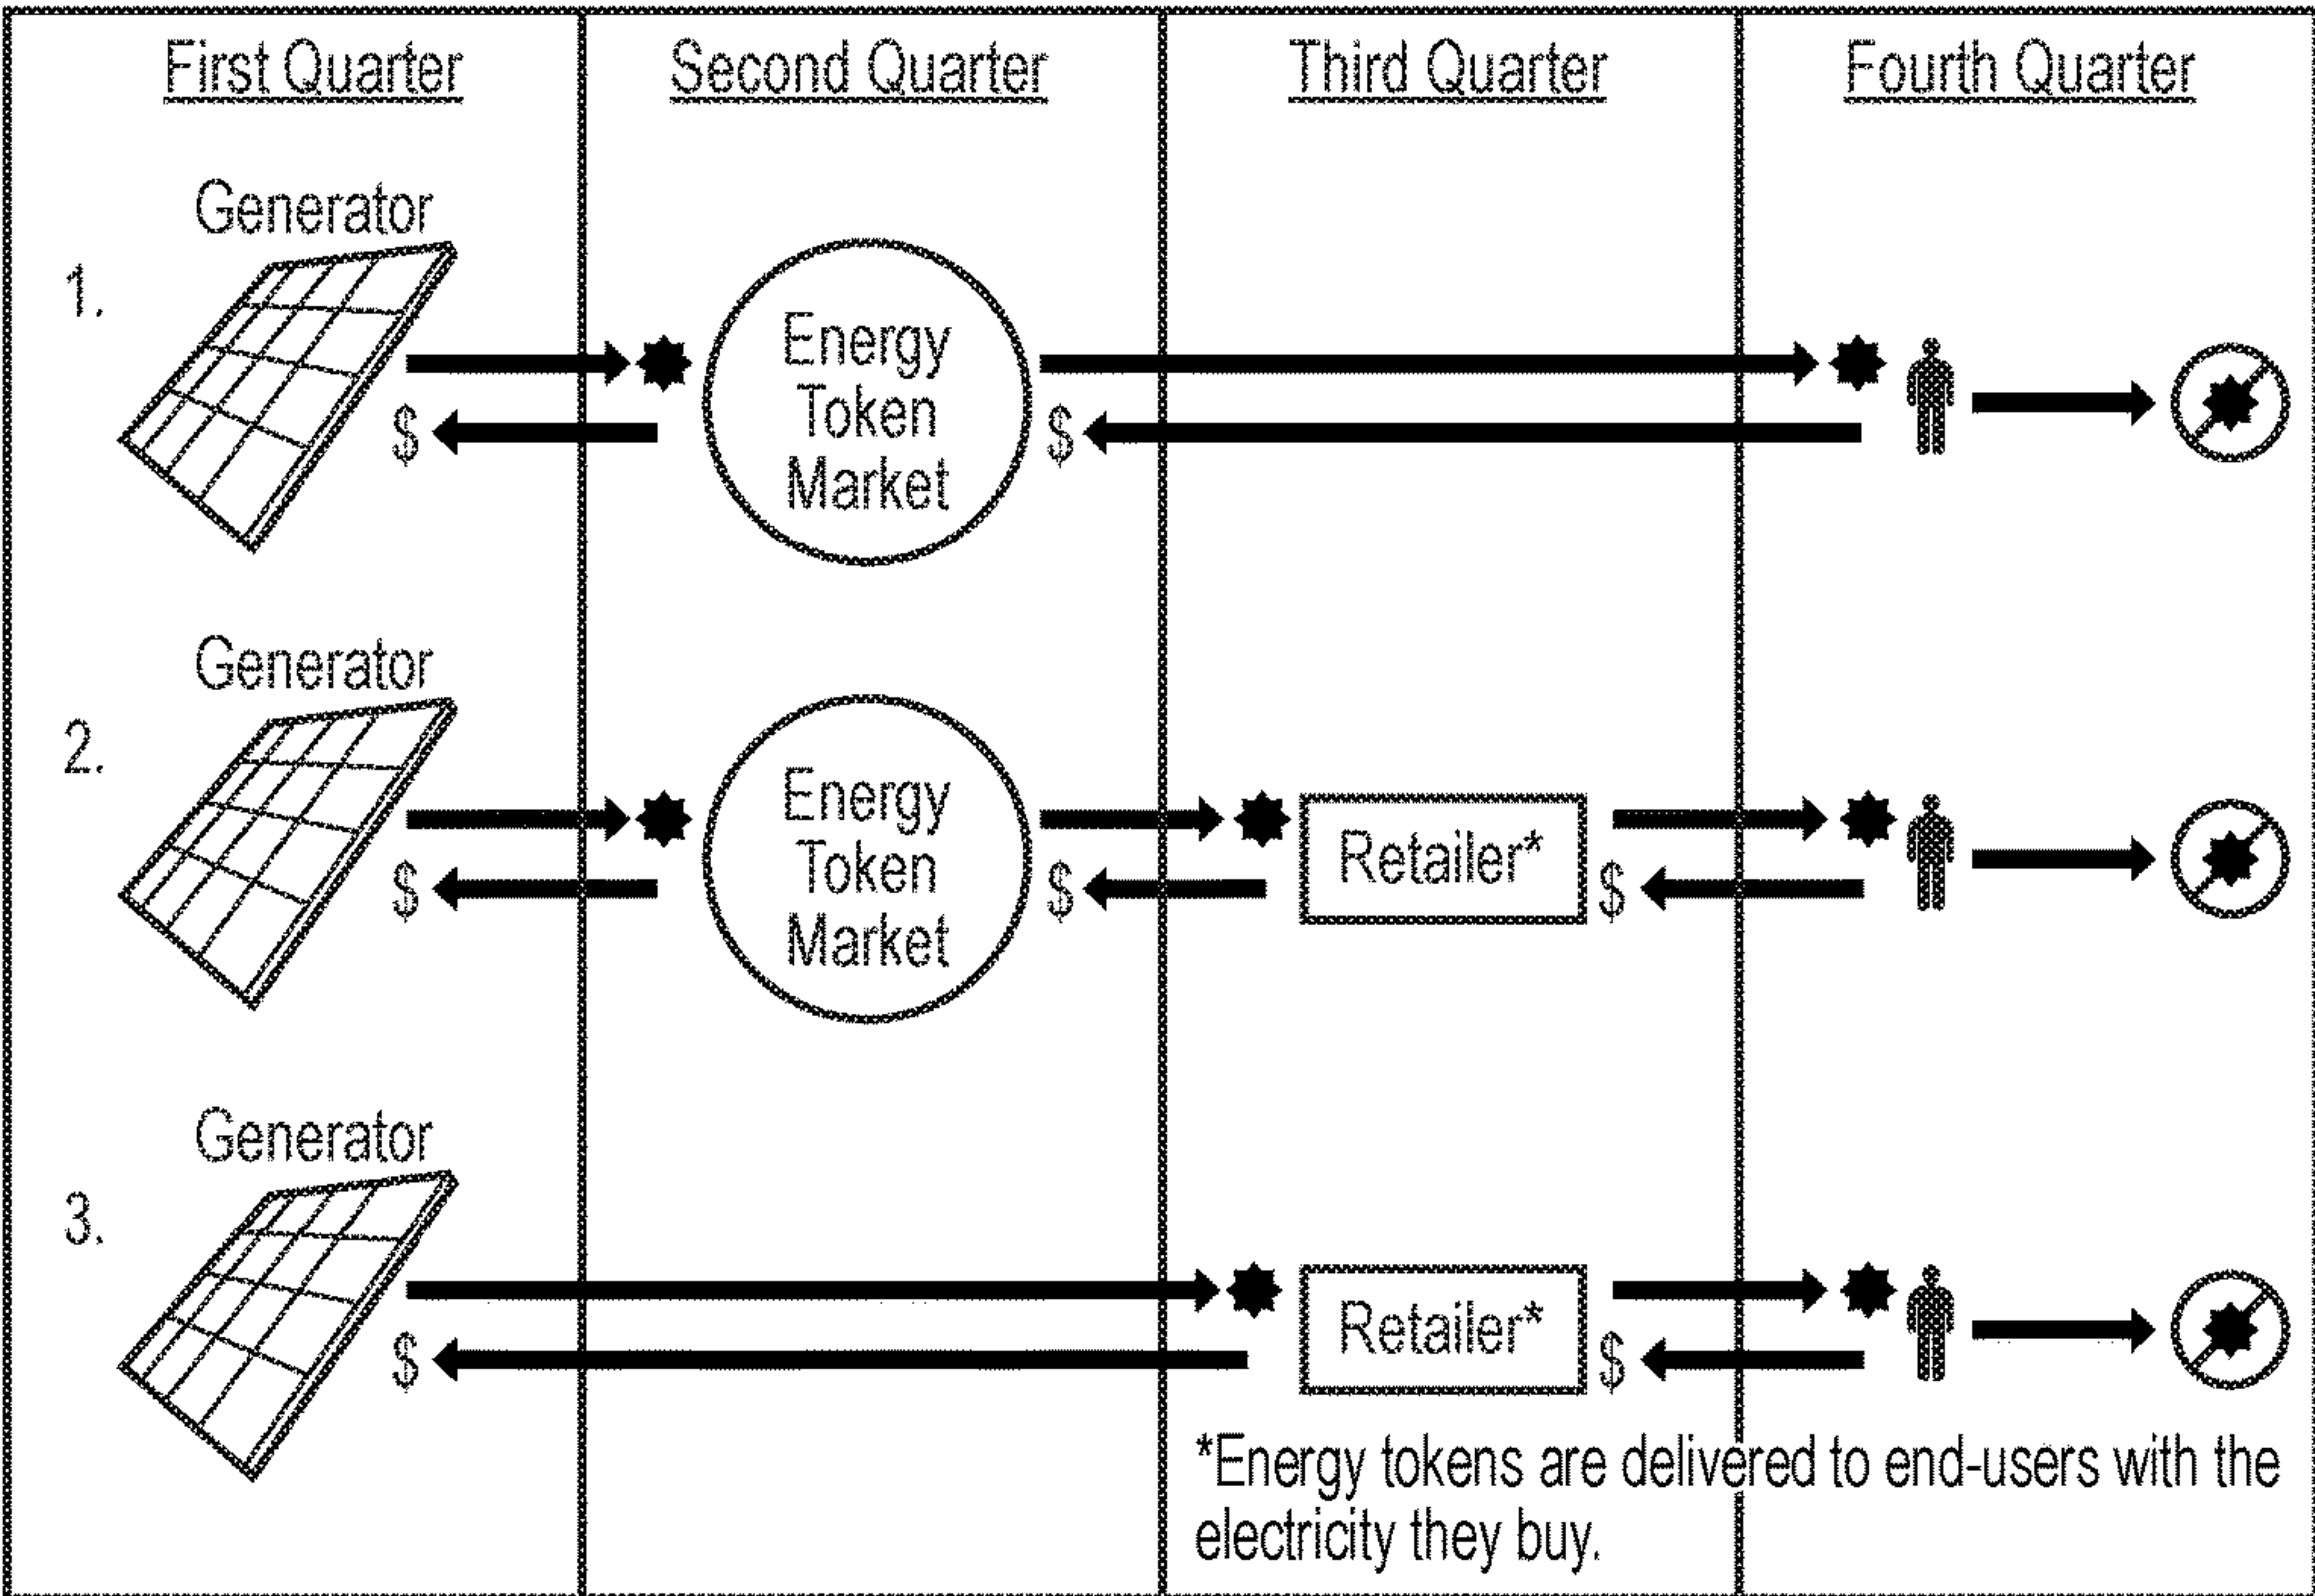 First Quarter
Second Quarter
Third Quarter
Fourth Quarter
Generator
1.
Energy
Token
Market
$
$
Generator
2.
Energy
Token
Market
Retailer*
$
$
$
Generator
3.
Retailer*
$
$
*Energy tokens are delivered to end-users with the
electricity they buy.